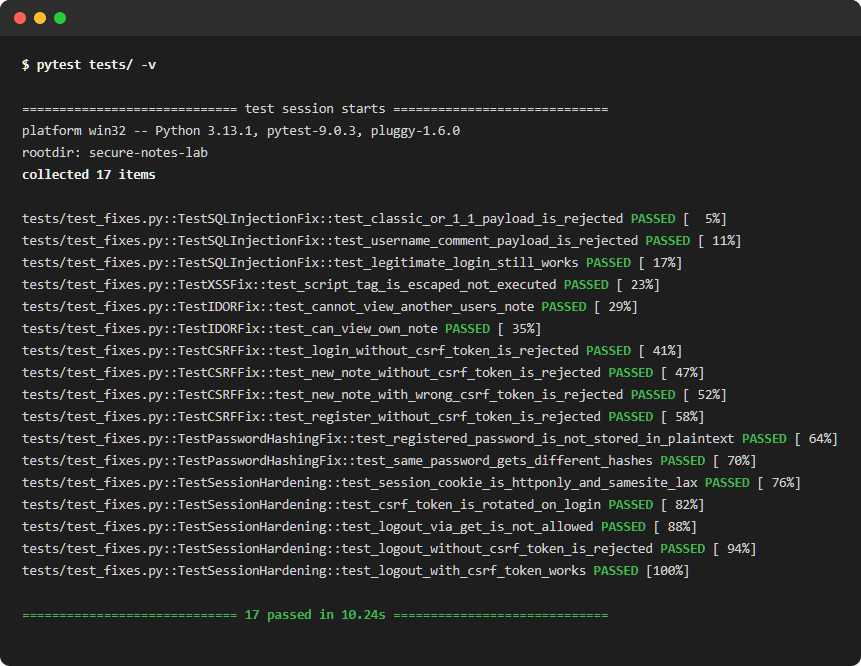 $ pytest tests/ -v
============================= test session starts =============================
platform win32 -- Python 3.13.1, pytest-9.0.3, pluggy-1.6.0
rootdir: secure-notes-lab
collected 17 items
tests/test_fixes.py::TestSQLInjectionFix::test_classic_or_1_1_payload_is_rejected PASSED [  5%]
tests/test_fixes.py::TestSQLInjectionFix::test_username_comment_payload_is_rejected PASSED [ 11%]
tests/test_fixes.py::TestSQLInjectionFix::test_legitimate_login_still_works PASSED [ 17%]
tests/test_fixes.py::TestXSSFix::test_script_tag_is_escaped_not_executed PASSED [ 23%]
tests/test_fixes.py::TestIDORFix::test_cannot_view_another_users_note PASSED [ 29%]
tests/test_fixes.py::TestIDORFix::test_can_view_own_note PASSED [ 35%]
tests/test_fixes.py::TestCSRFFix::test_login_without_csrf_token_is_rejected PASSED [ 41%]
tests/test_fixes.py::TestCSRFFix::test_new_note_without_csrf_token_is_rejected PASSED [ 47%]
tests/test_fixes.py::TestCSRFFix::test_new_note_with_wrong_csrf_token_is_rejected PASSED [ 52%]
tests/test_fixes.py::TestCSRFFix::test_register_without_csrf_token_is_rejected PASSED [ 58%]
tests/test_fixes.py::TestPasswordHashingFix::test_registered_password_is_not_stored_in_plaintext PASSED [ 64%]
tests/test_fixes.py::TestPasswordHashingFix::test_same_password_gets_different_hashes PASSED [ 70%]
tests/test_fixes.py::TestSessionHardening::test_session_cookie_is_httponly_and_samesite_lax PASSED [ 76%]
tests/test_fixes.py::TestSessionHardening::test_csrf_token_is_rotated_on_login PASSED [ 82%]
tests/test_fixes.py::TestSessionHardening::test_logout_via_get_is_not_allowed PASSED [ 88%]
tests/test_fixes.py::TestSessionHardening::test_logout_without_csrf_token_is_rejected PASSED [ 94%]
tests/test_fixes.py::TestSessionHardening::test_logout_with_csrf_token_works PASSED [100%]
============================= 17 passed in 10.24s =============================